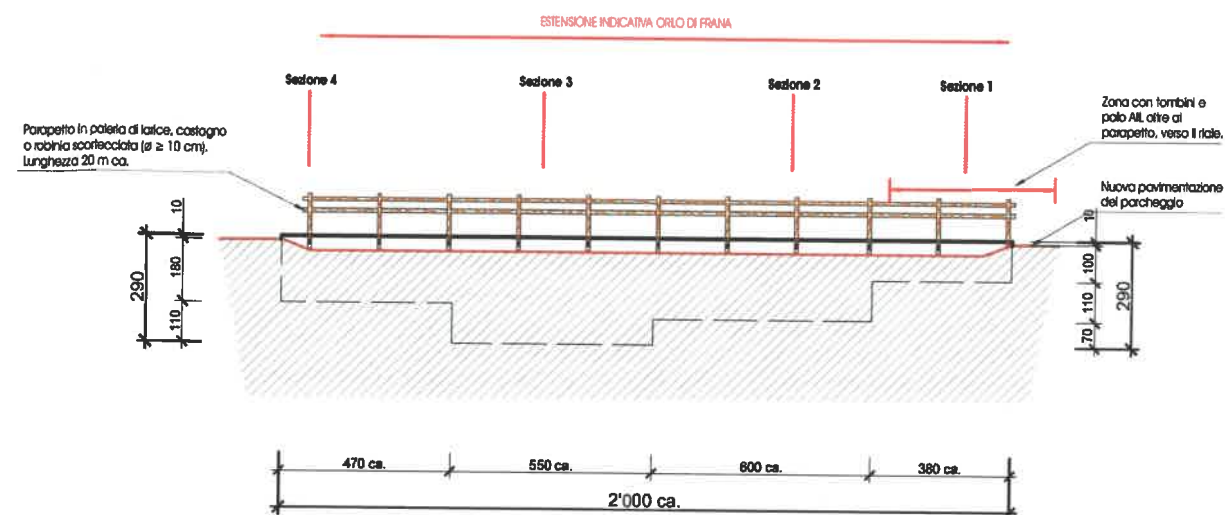 ESTENSIONE INDICATIVA ORLO DI FRANA
Sezione 4
Sezione 3
Sezione 2
Sezione 1
Parapetto in paleria di larice, castagno
o robinia scortecciata (ø ≥ 10 cm).
Lunghezza 20 m ca.
Zona con tombini e
palo AIL oltre al
parapetto, verso il riale.
Nuova pavimentazione
del parcheggio
10
180
110
290
10
100
110
70
290
470 ca.
550 ca.
600 ca.
380 ca.
2'000 ca.